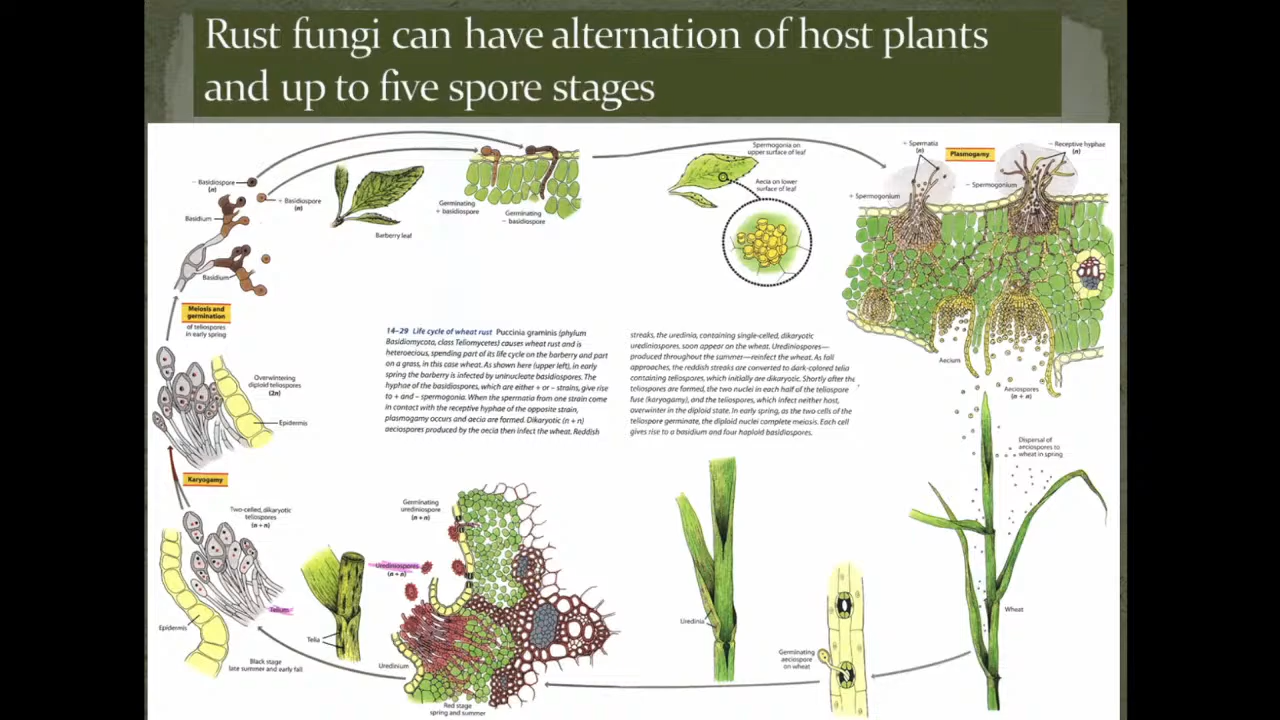 Rust fungi can have alternation of host plants
and up to five spore stages
− Basidiospore
(n)
+ Basidiospore
(n)
Basidium
Basidium
Barberry leaf
Germinating
+ basidiospore
Germinating
− basidiospore
Spermogonia on
upper surface of leaf
Aecia on lower
surface of leaf
+ Spermatia
(n)
Plasmogamy
− Receptive hyphae
(n)
+ Spermogonium
− Spermogonium
Aecium
Aeciospores
(n + n)
Dispersal of
aeciospores to
wheat in spring
Wheat
Meiosis and
germination
of teliospores
in early spring
Overwintering
diploid teliospores
(2n)
Epidermis
Karyogamy
Two-celled, dikaryotic
teliospores
(n + n)
Telium
Epidermis
Black stage
late summer and early fall
Telia
14–29 Life cycle of wheat rust Puccinia graminis (phylum
Basidiomycota, class Teliomycetes) causes wheat rust and is
heteroecious, spending part of its life cycle on the barberry and part
on a grass, in this case wheat. As shown here (upper left), in early
spring the barberry is infected by uninucleate basidiospores. The
hyphae of the basidiospores, which are either + or – strains, give rise
to + and – spermogonia. When the spermatia from one strain come
in contact with the receptive hyphae of the opposite strain,
plasmogamy occurs and aecia are formed. Dikaryotic (n + n)
aeciospores produced by the aecia then infect the wheat. Reddish
streaks, the uredinia, containing single-celled, dikaryotic
urediniospores, soon appear on the wheat. Urediniospores—
produced throughout the summer—reinfect the wheat. As fall
approaches, the reddish streaks are converted to dark-colored telia
containing teliospores, which initially are dikaryotic. Shortly after the
teliospores are formed, the two nuclei in each half of the teliospore
fuse (karyogamy), and the teliospores, which infect neither host,
overwinter in the diploid state. In early spring, as the two cells of the
teliospore germinate, the diploid nuclei complete meiosis. Each cell
gives rise to a basidium and four haploid basidiospores.
Germinating
urediniospore
(n + n)
Urediniospores
(n + n)
Uredinium
Red stage
spring and summer
Uredinia
Germinating
aeciospore
on wheat